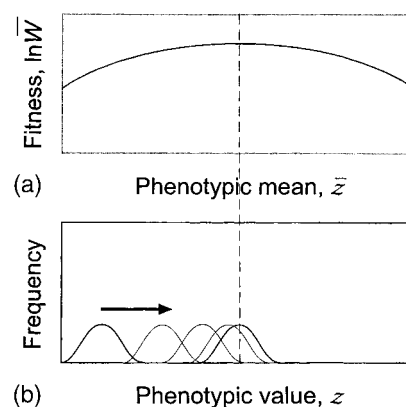 Fitness, lnW̅
(a)
Phenotypic mean, z̅
Frequency
(b)
Phenotypic value, z